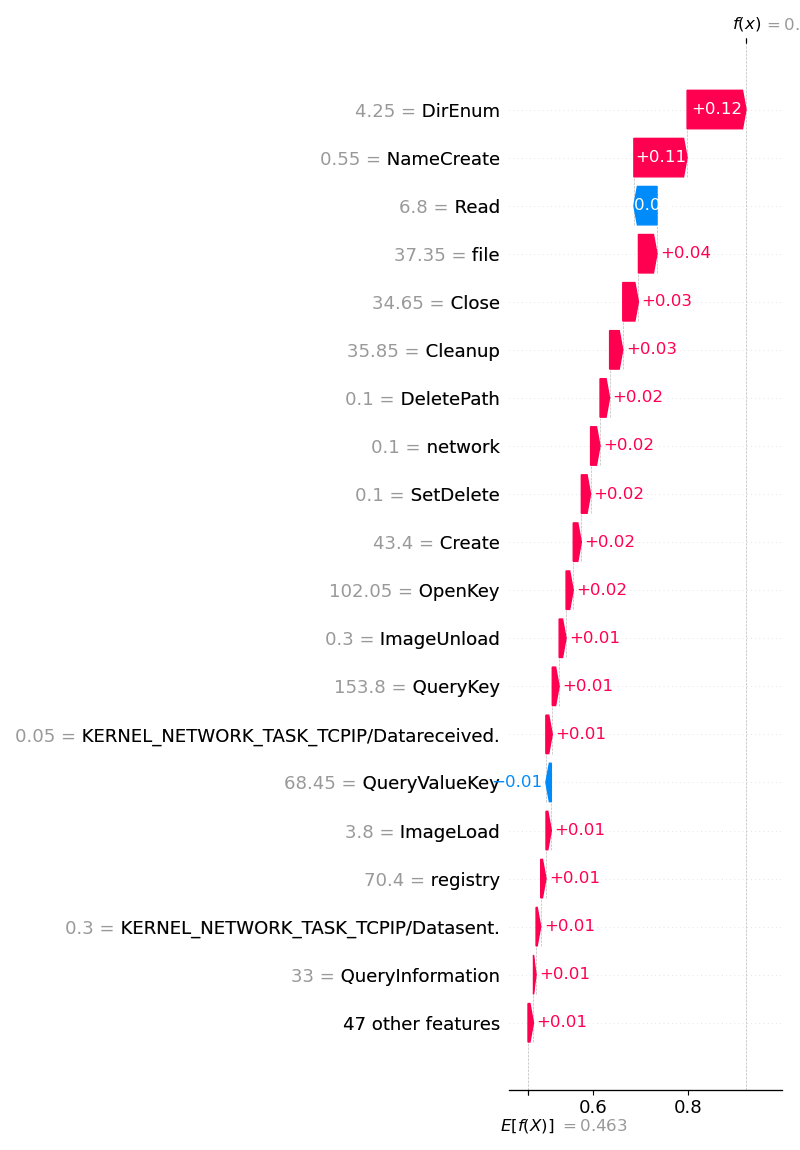 f(x) = 0.
4.25 = DirEnum +0.12
0.55 = NameCreate +0.11
6.8 = Read 0.0
37.35 = file +0.04
34.65 = Close +0.03
35.85 = Cleanup +0.03
0.1 = DeletePath +0.02
0.1 = network +0.02
0.1 = SetDelete +0.02
43.4 = Create +0.02
102.05 = OpenKey +0.02
0.3 = ImageUnload +0.01
153.8 = QueryKey +0.01
0.05 = KERNEL_NETWORK_TASK_TCPIP/Datareceived. +0.01
68.45 = QueryValueKey −0.01
3.8 = ImageLoad +0.01
70.4 = registry +0.01
0.3 = KERNEL_NETWORK_TASK_TCPIP/Datasent. +0.01
33 = QueryInformation +0.01
47 other features +0.01
0.6 0.8
E[f(X)] = 0.463